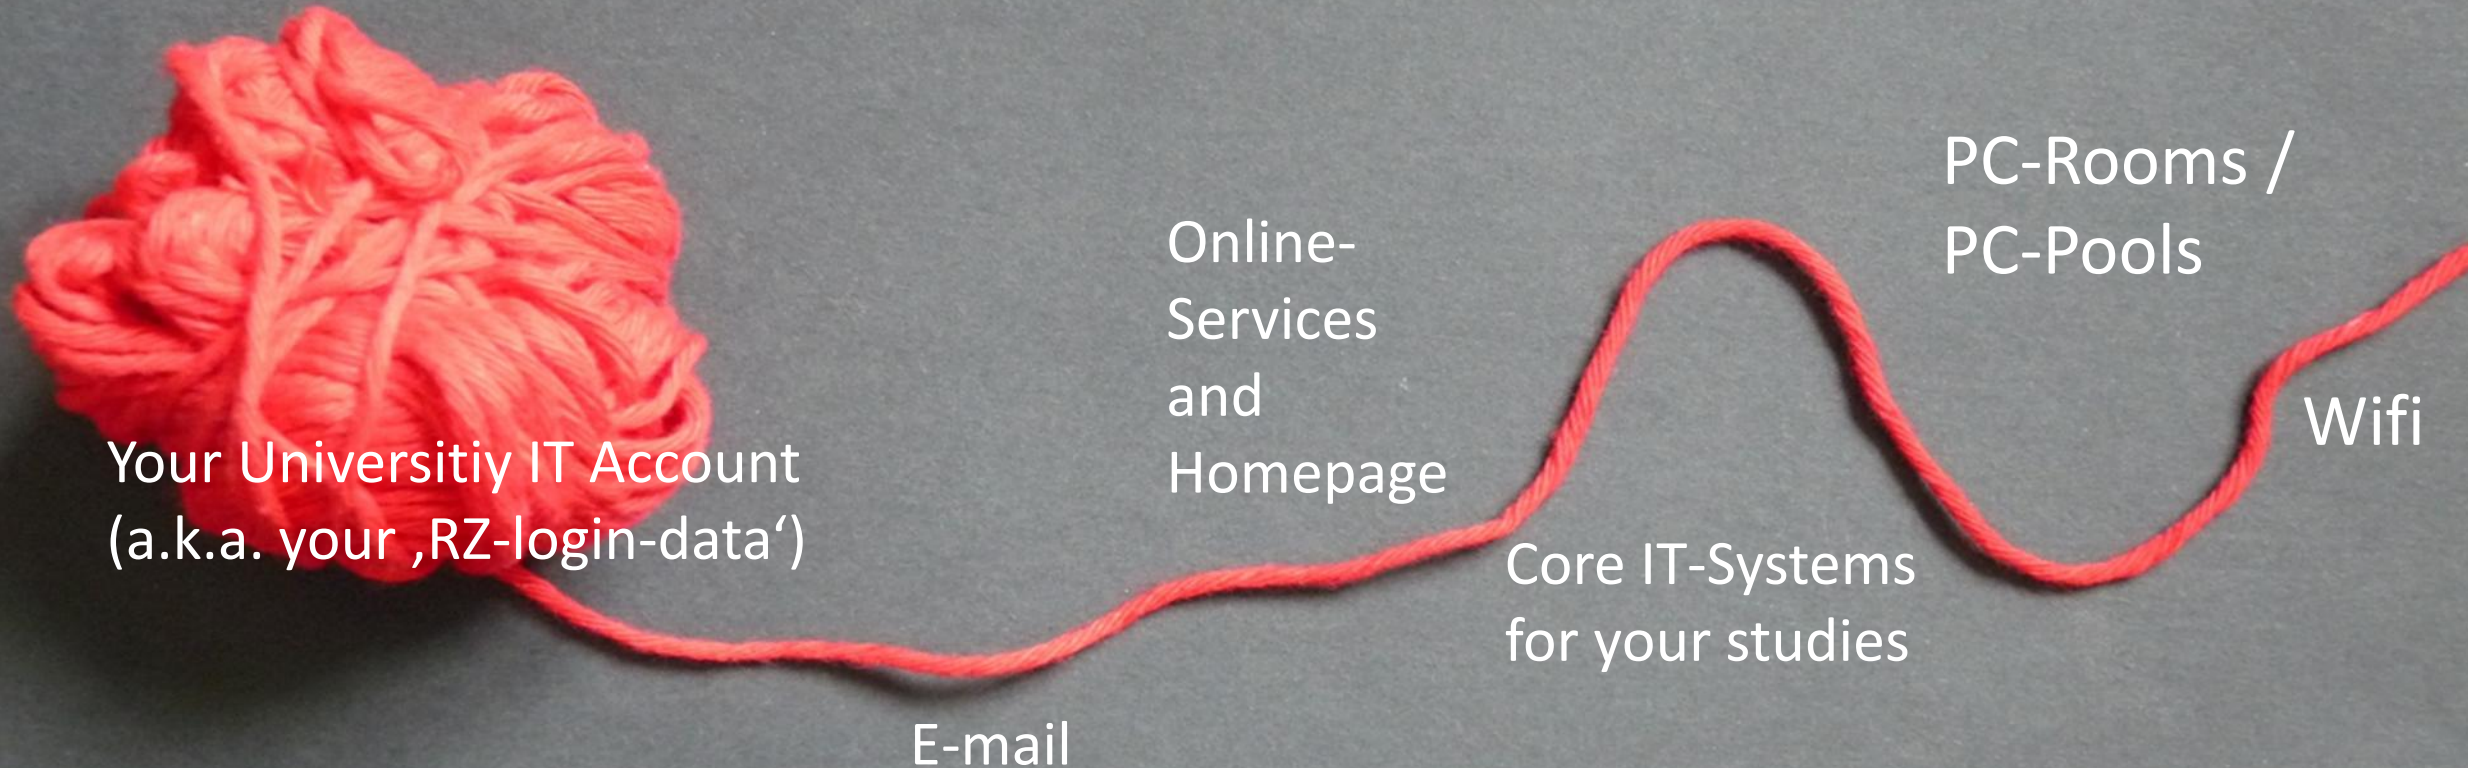 Your Universitiy IT Account
(a.k.a. your ‚RZ-login-data‘)
E-mail
Online-
Services
and
Homepage
Core IT-Systems
for your studies
PC-Rooms /
PC-Pools
Wifi